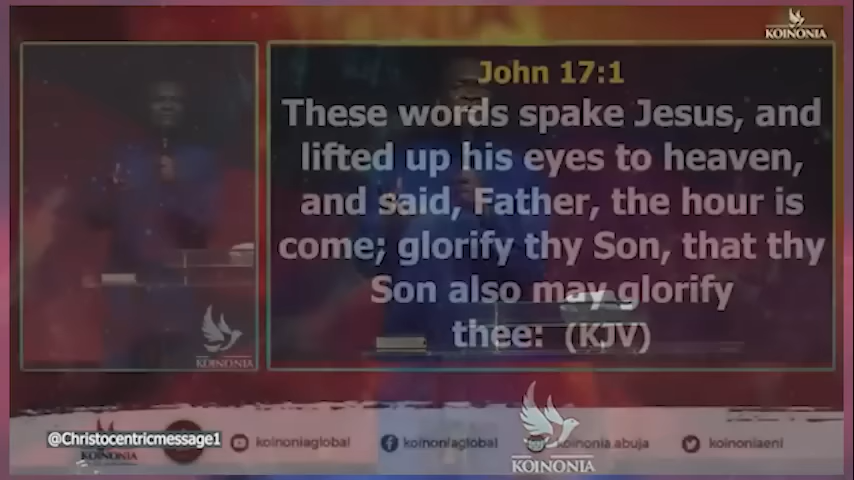 KOINONIA
John 17:1
These words spake Jesus, and
lifted up his eyes to heaven,
and said, Father, the hour is
come; glorify thy Son, that thy
Son also may glorify
thee: (KJV)
KOINONIA
@Christocentricmessage1
koinoniaglobal
koinoniaglobal
koinonia.abuja
koinoniaeni
KOINONIA
KOINONIA